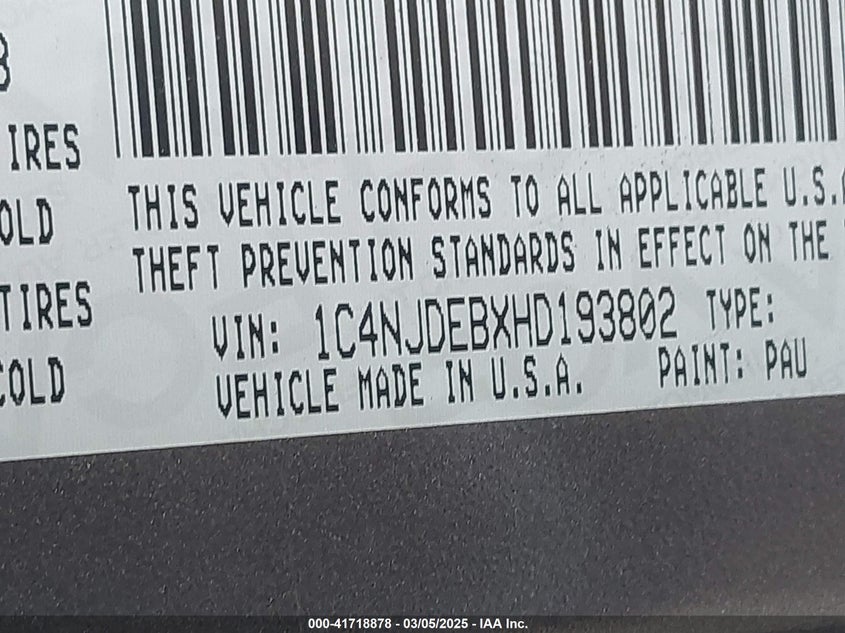 8
IRES
OLD
TIRES
COLD
THIS VEHICLE CONFORMS TO ALL APPLICABLE U.S.A
THEFT PREVENTION STANDARDS IN EFFECT ON THE
VIN: 1C4NJDEBXHD193802 TYPE:
VEHICLE MADE IN U.S.A. PAINT: PAU
000-41718878 - 03/05/2025 - IAA Inc.